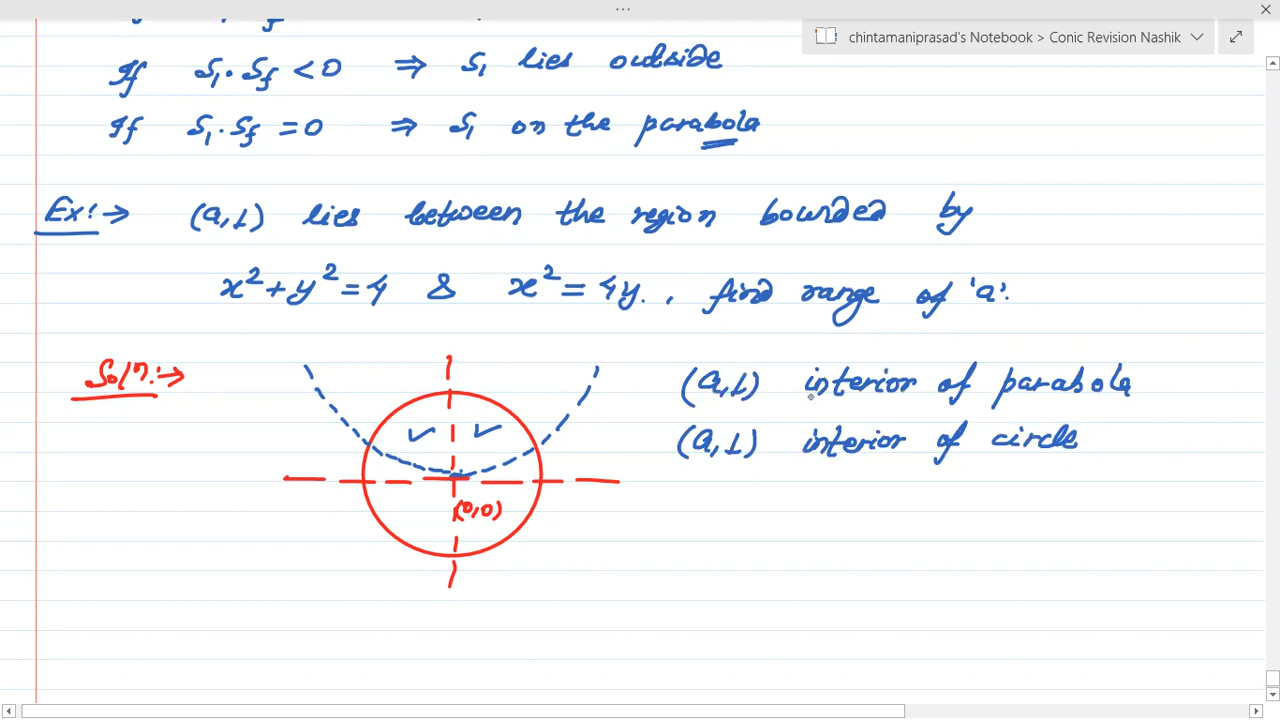 chintamaniprasad's Notebook > Conic Revision Nashik
If S₁·Sf < 0 ⇒ S₁ lies outside
If S₁·Sf = 0 ⇒ S₁ on the parabola
Ex:→ (a,1) lies between the region bounded by
x²+y²=4 & x²=4y. , find range of 'a'.
Sol^n:→
(a,1) interior of parabola
(a,1) interior of circle
(0,0)